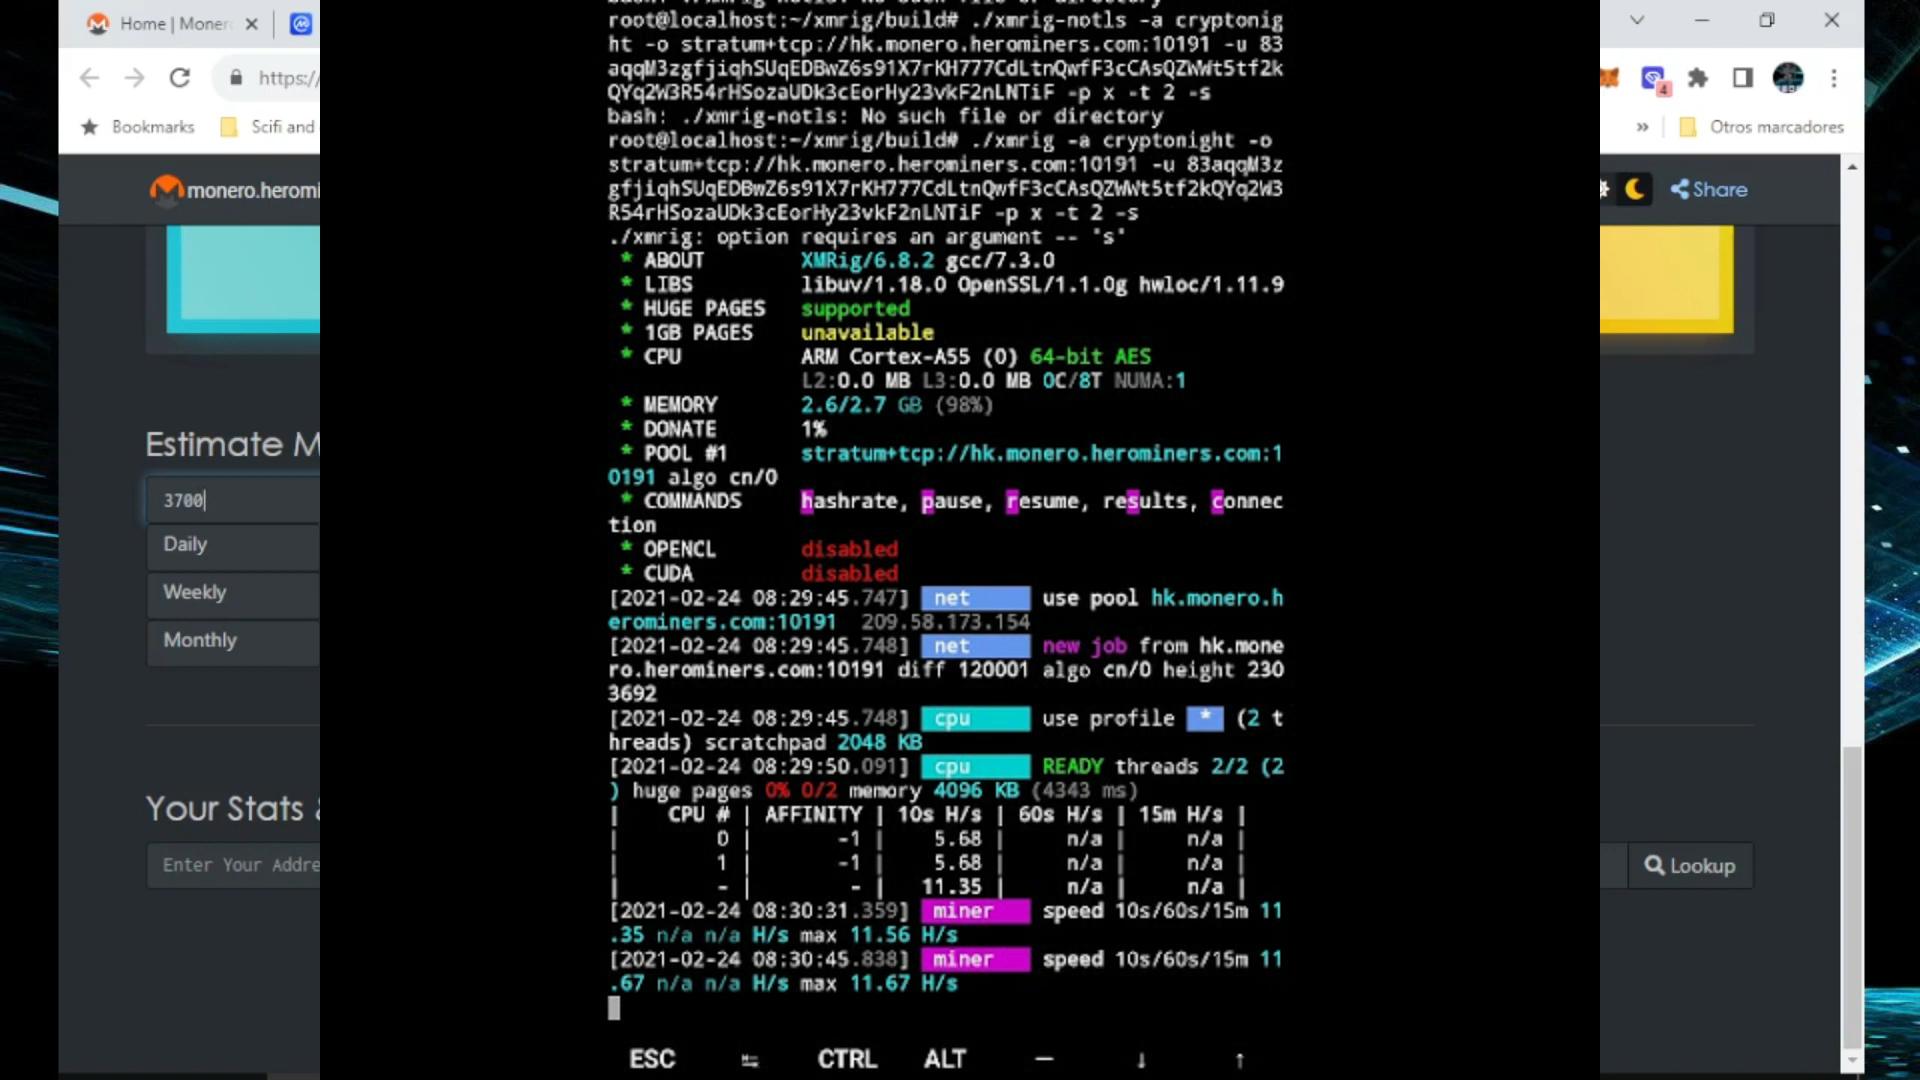 Home | Moner
https:/
Bookmarks
Scifi and
4
Otros marcadores
monero.heromi
Share
Estimate M
3700
Daily
Weekly
Monthly
Your Stats &
Enter Your Addre
Lookup
root@localhost:~/xmrig/build# ./xmrig-notls -a cryptonig
ht -o stratum+tcp://hk.monero.herominers.com:10191 -u 83
aqqM3zgfjiqhSUqEDBwZ6s91X7rKH777CdLtnQwfF3cCAsQZWWt5tf2k
QYq2W3R54rHSozaUDk3cEorHy23vkF2nLNTiF -p x -t 2 -s
bash: ./xmrig-notls: No such file or directory
root@localhost:~/xmrig/build# ./xmrig -a cryptonight -o
stratum+tcp://hk.monero.herominers.com:10191 -u 83aqqM3z
gfjiqhSUqEDBwZ6s91X7rKH777CdLtnQwfF3cCAsQZWWt5tf2kQYq2W3
R54rHSozaUDk3cEorHy23vkF2nLNTiF -p x -t 2 -s
./xmrig: option requires an argument -- 's'
* ABOUT XMRig/6.8.2 gcc/7.3.0
* LIBS libuv/1.18.0 OpenSSL/1.1.0g hwloc/1.11.9
* HUGE PAGES supported
* 1GB PAGES unavailable
* CPU ARM Cortex-A55 (0) 64-bit AES
L2:0.0 MB L3:0.0 MB 0C/8T NUMA:1
* MEMORY 2.6/2.7 GB (98%)
* DONATE 1%
* POOL #1 stratum+tcp://hk.monero.herominers.com:1
0191 algo cn/0
* COMMANDS hashrate, pause, resume, results, connec
tion
* OPENCL disabled
* CUDA disabled
[2021-02-24 08:29:45.747] net use pool hk.monero.h
erominers.com:10191 209.58.173.154
[2021-02-24 08:29:45.748] net new job from hk.mone
ro.herominers.com:10191 diff 120001 algo cn/0 height 230
3692
[2021-02-24 08:29:45.748] cpu use profile * (2 t
hreads) scratchpad 2048 KB
[2021-02-24 08:29:50.091] cpu READY threads 2/2 (2
) huge pages 0% 0/2 memory 4096 KB (4343 ms)
| CPU # | AFFINITY | 10s H/s | 60s H/s | 15m H/s |
| 0 | -1 | 5.68 | n/a | n/a |
| 1 | -1 | 5.68 | n/a | n/a |
| - | - | 11.35 | n/a | n/a |
[2021-02-24 08:30:31.359] miner speed 10s/60s/15m 11
.35 n/a n/a H/s max 11.56 H/s
[2021-02-24 08:30:45.838] miner speed 10s/60s/15m 11
.67 n/a n/a H/s max 11.67 H/s
ESC CTRL ALT — ↓ ↑